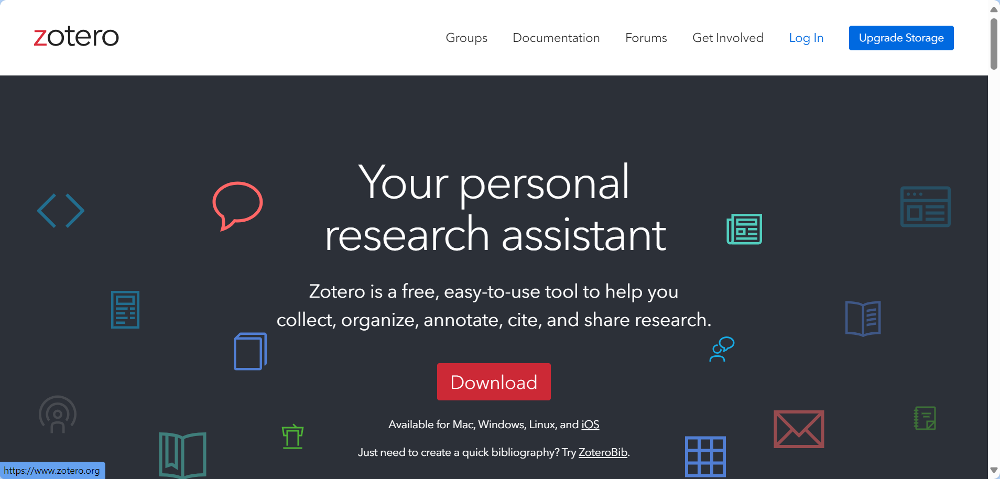 zotero
Groups
Documentation
Forums
Get Involved
Log In
Upgrade Storage
Your personal
research assistant
Zotero is a free, easy-to-use tool to help you
collect, organize, annotate, cite, and share research.
Download
Available for Mac, Windows, Linux, and iOS
Just need to create a quick bibliography? Try ZoteroBib.
https://www.zotero.org